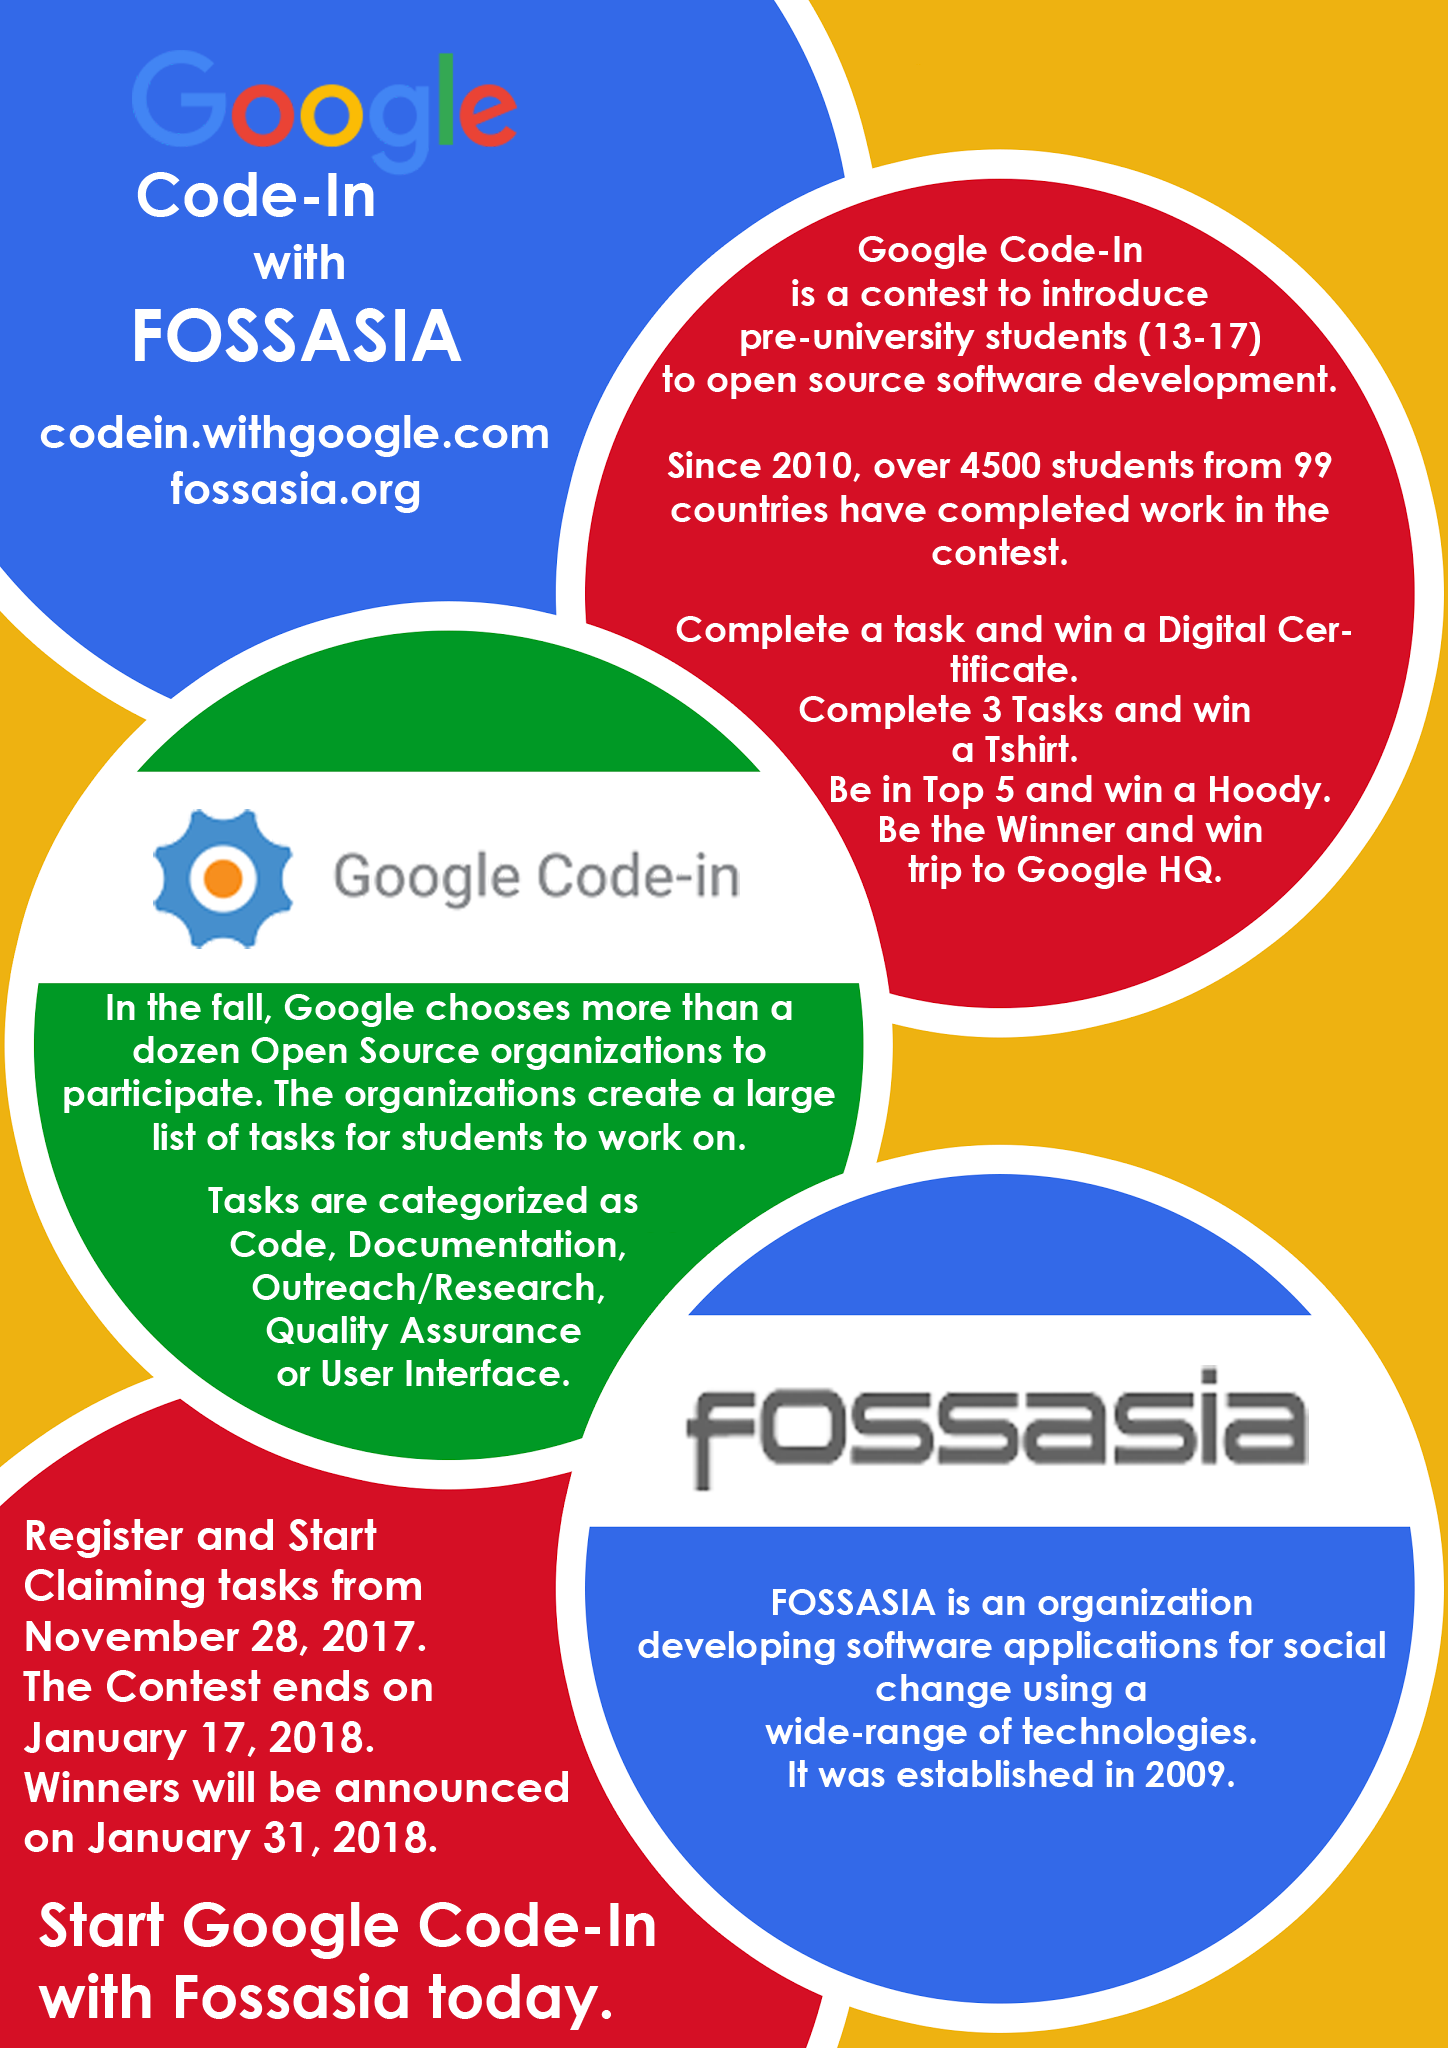 Google
Code-In
with
FOSSASIA
codein.withgoogle.com
fossasia.org
Google Code-In
is a contest to introduce
pre-university students (13-17)
to open source software development.
Since 2010, over 4500 students from 99
countries have completed work in the
contest.
Complete a task and win a Digital Cer-
tificate.
Complete 3 Tasks and win
a Tshirt.
Be in Top 5 and win a Hoody.
Be the Winner and win
trip to Google HQ.
Google Code-in
In the fall, Google chooses more than a
dozen Open Source organizations to
participate. The organizations create a large
list of tasks for students to work on.
Tasks are categorized as
Code, Documentation,
Outreach/Research,
Quality Assurance
or User Interface.
fossasia
FOSSASIA is an organization
developing software applications for social
change using a
wide-range of technologies.
It was established in 2009.
Register and Start
Claiming tasks from
November 28, 2017.
The Contest ends on
January 17, 2018.
Winners will be announced
on January 31, 2018.
Start Google Code-In
with Fossasia today.